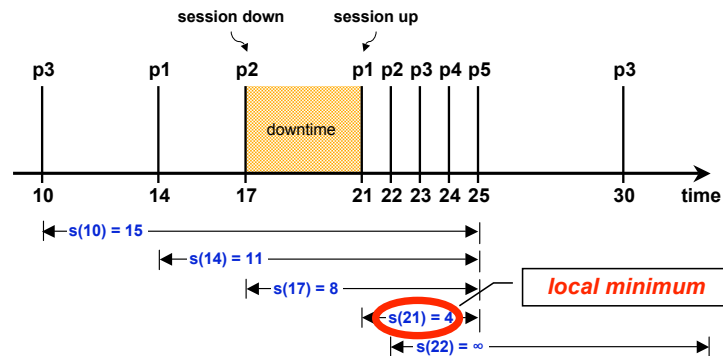 session down session up
p3 p1 p2 p1 p2 p3 p4 p5 p3
downtime
10 14 17 21 22 23 24 25 30 time
s(10) = 15
s(14) = 11
s(17) = 8
local minimum
s(21) = 4
s(22) = ∞